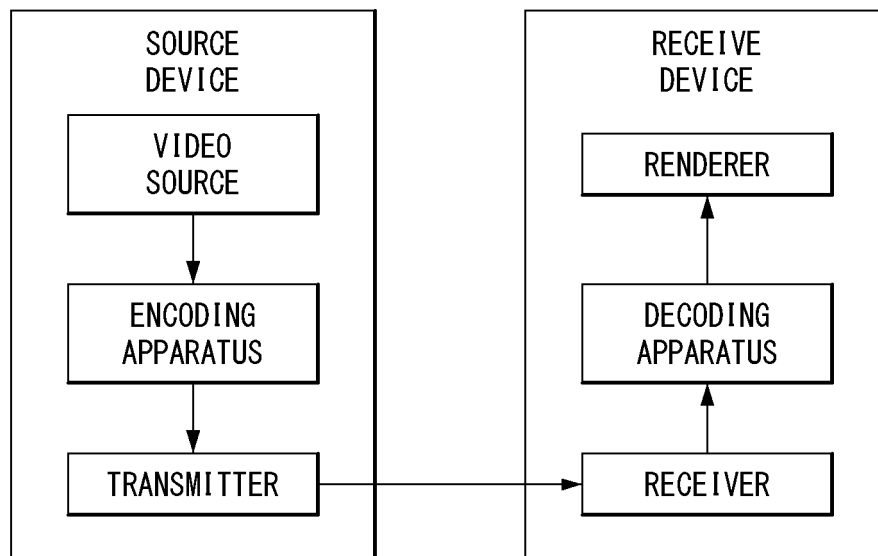 SOURCE
DEVICE
VIDEO
SOURCE
ENCODING
APPARATUS
TRANSMITTER
RECEIVE
DEVICE
RENDERER
DECODING
APPARATUS
RECEIVER